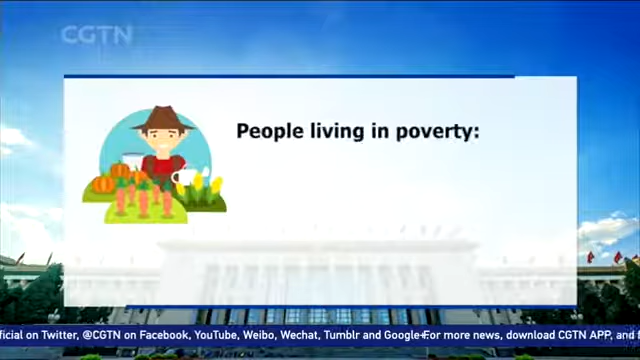 CGTN
People living in poverty:
ficial on Twitter, @CGTN on Facebook, YouTube, Weibo, Wechat, Tumblr and Google+For more news, download CGTN APP, and f